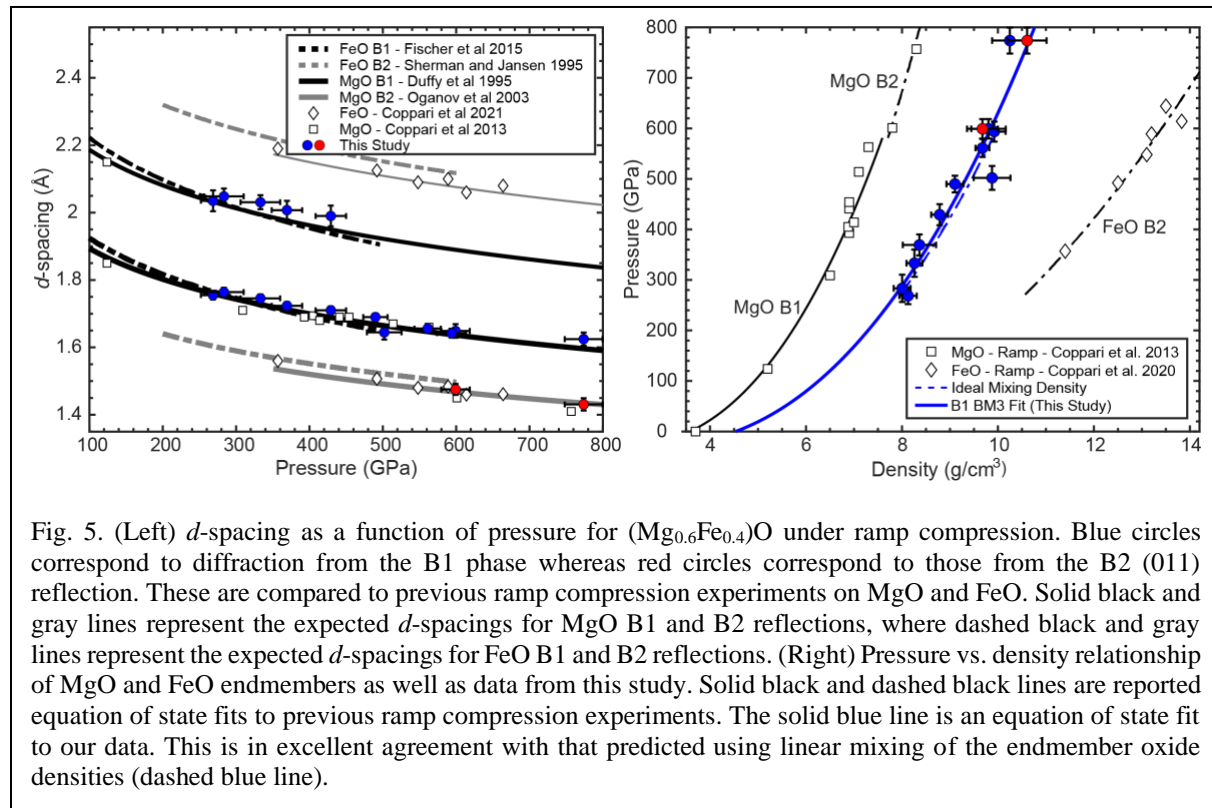 FeO B1 - Fischer et al 2015
FeO B2 - Sherman and Jansen 1995
MgO B1 - Duffy et al 1995
MgO B2 - Oganov et al 2003
FeO - Coppari et al 2021
MgO - Coppari et al 2013
This Study
2.4
2.2
2
1.8
1.6
1.4
d-spacing (Å)
100 200 300 400 500 600 700 800
Pressure (GPa)
800
700
600
500
400
300
200
100
0
Pressure (GPa)
MgO B2
MgO B1
FeO B2
MgO - Ramp - Coppari et al. 2013
FeO - Ramp - Coppari et al. 2020
Ideal Mixing Density
B1 BM3 Fit (This Study)
4 6 8 10 12 14
Density (g/cm³)
Fig. 5. (Left) d-spacing as a function of pressure for (Mg₀.₆Fe₀.₄)O under ramp compression. Blue circles
correspond to diffraction from the B1 phase whereas red circles correspond to those from the B2 (011)
reflection. These are compared to previous ramp compression experiments on MgO and FeO. Solid black and
gray lines represent the expected d-spacings for MgO B1 and B2 reflections, where dashed black and gray
lines represent the expected d-spacings for FeO B1 and B2 reflections. (Right) Pressure vs. density relationship
of MgO and FeO endmembers as well as data from this study. Solid black and dashed black lines are reported
equation of state fits to previous ramp compression experiments. The solid blue line is an equation of state fit
to our data. This is in excellent agreement with that predicted using linear mixing of the endmember oxide
densities (dashed blue line).